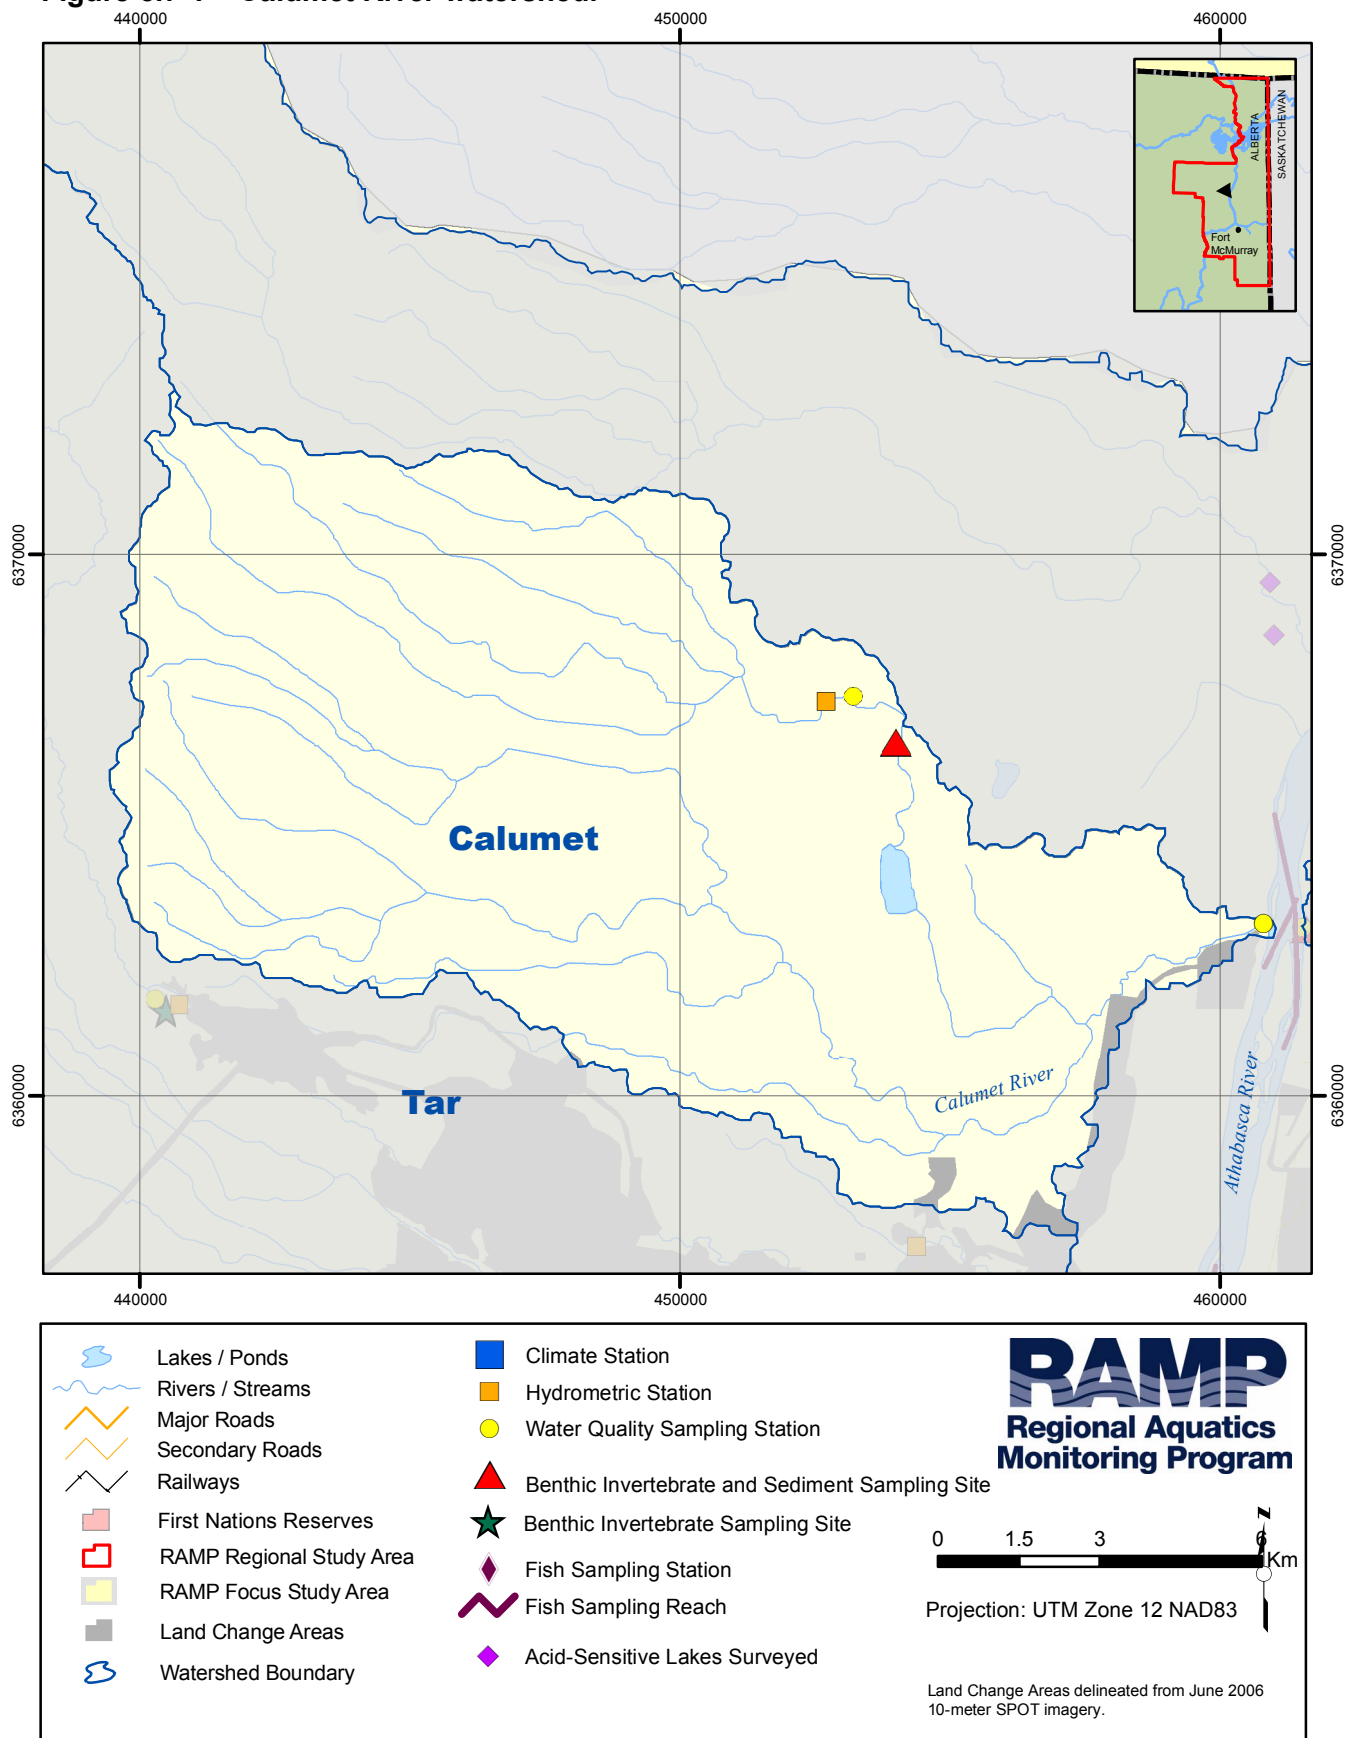 440000
450000
460000
ALBERTA
SASKATCHEWAN
Fort
McMurray
6370000
6370000
Calumet
Calumet River
Tar
Athabasca River
6360000
6360000
440000
450000
460000
Lakes / Ponds
Rivers / Streams
Major Roads
Secondary Roads
Railways
First Nations Reserves
RAMP Regional Study Area
RAMP Focus Study Area
Land Change Areas
Watershed Boundary
Climate Station
Hydrometric Station
Water Quality Sampling Station
Benthic Invertebrate and Sediment Sampling Site
Benthic Invertebrate Sampling Site
Fish Sampling Station
Fish Sampling Reach
Acid-Sensitive Lakes Surveyed
RAMP
Regional Aquatics
Monitoring Program
N
0 1.5 3 6
Km
Projection: UTM Zone 12 NAD83
Land Change Areas delineated from June 2006
10-meter SPOT imagery.